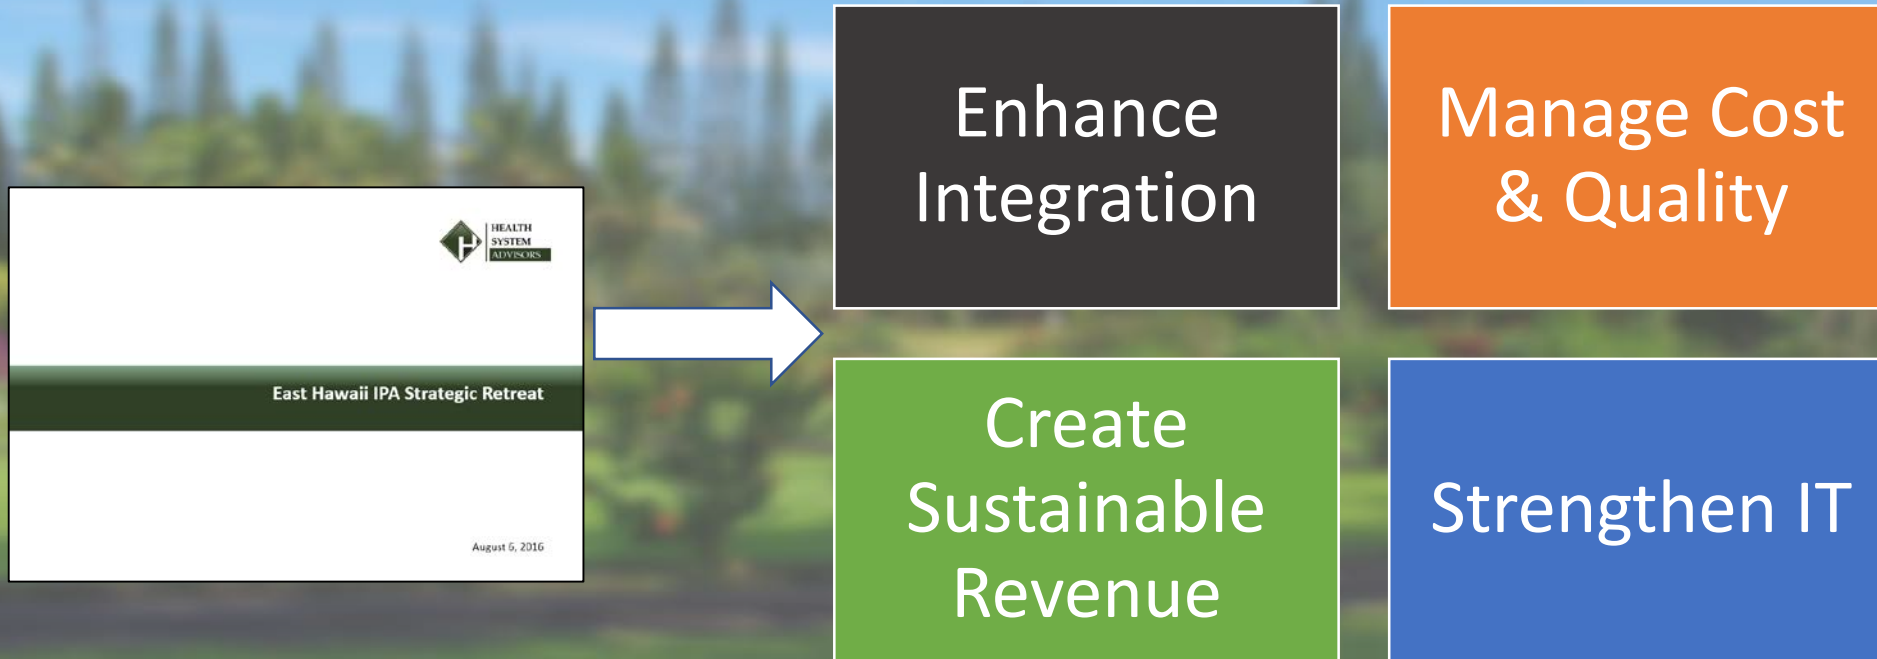 HEALTH
SYSTEM
ADVISORS
East Hawaii IPA Strategic Retreat
August 6, 2016
Enhance
Integration
Manage Cost
& Quality
Create
Sustainable
Revenue
Strengthen IT